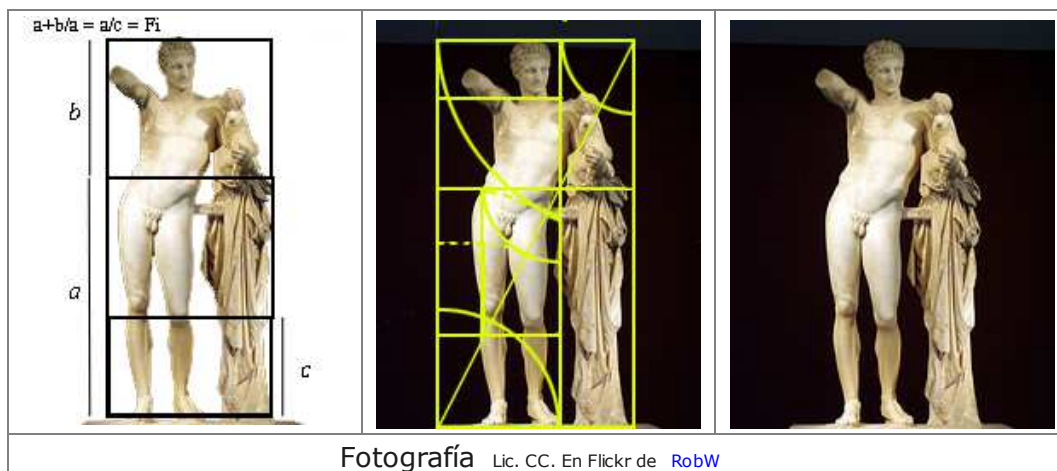 a+b/a = a/c = Fi
b
a
c
Fotografía Lic. CC. En Flickr de RobW